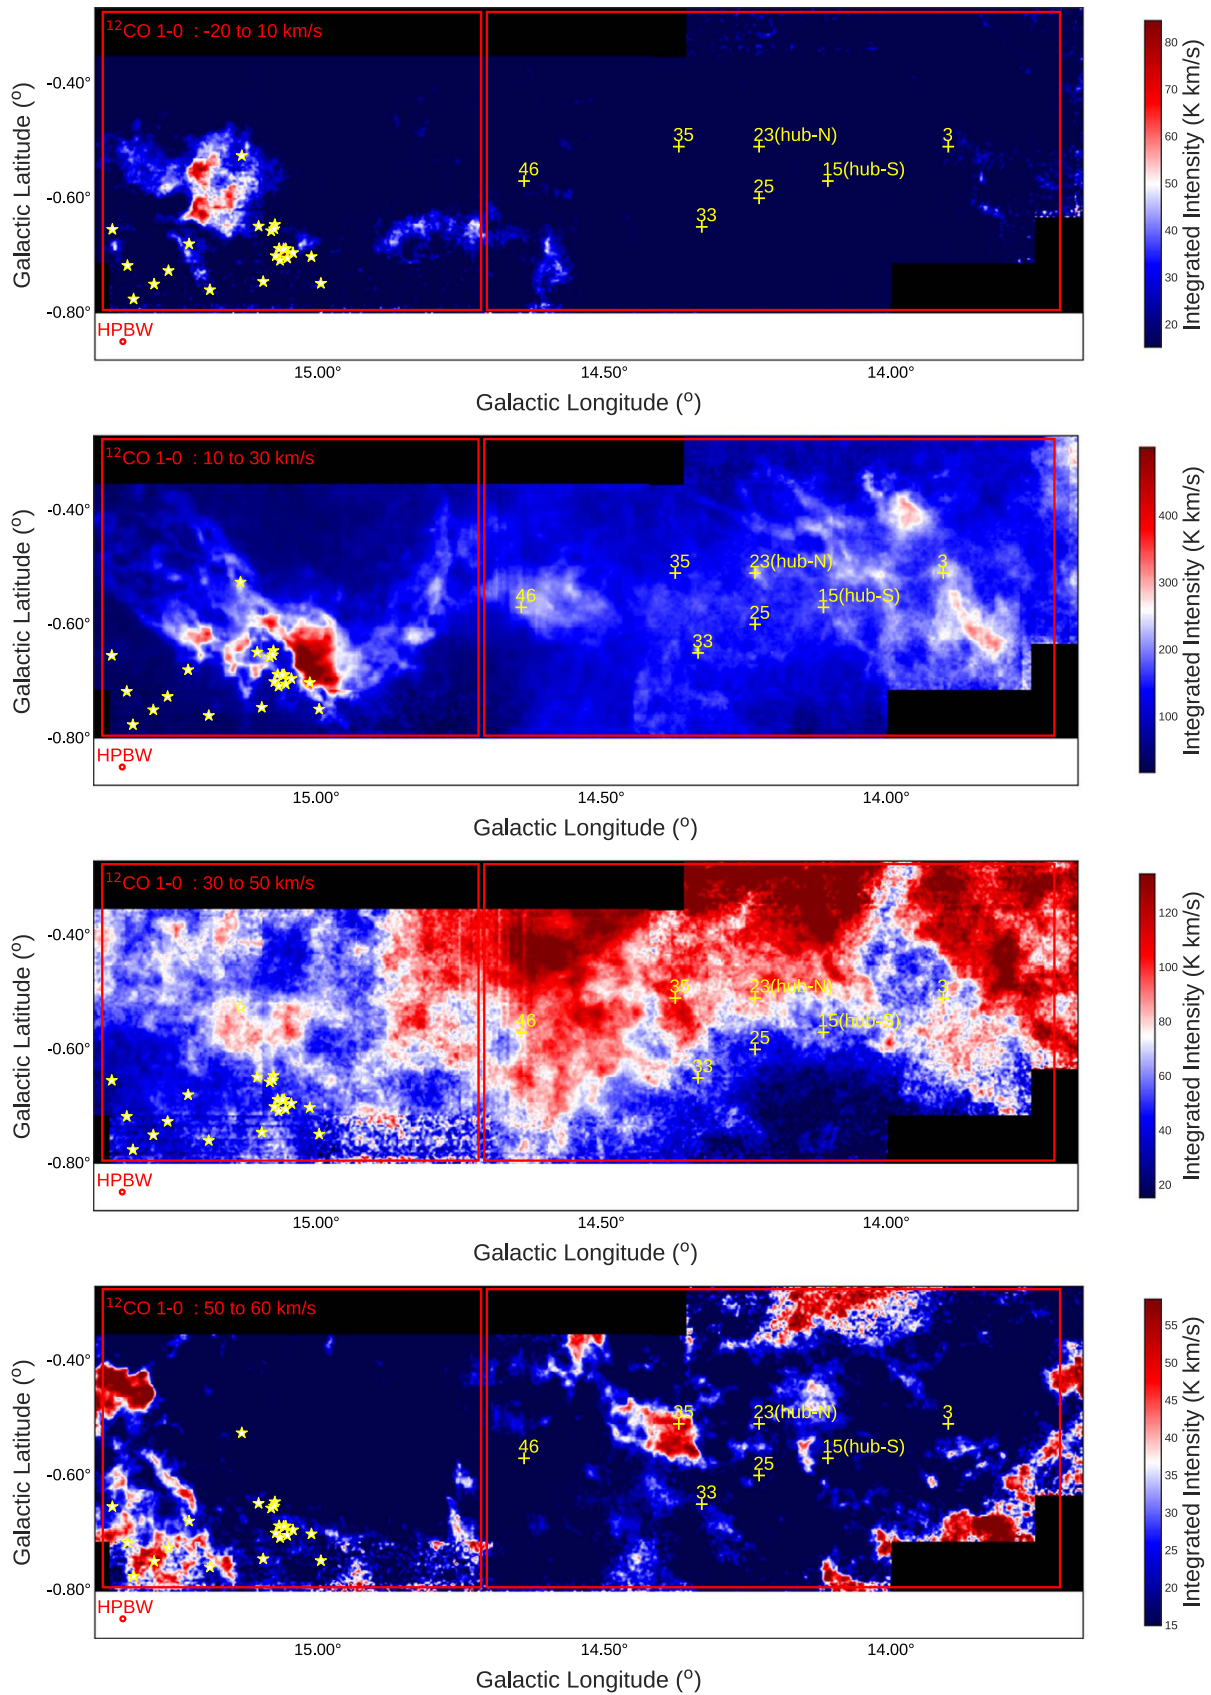 ¹²CO 1-0 : -20 to 10 km/s
-0.40°
-0.60°
-0.80°
Galactic Latitude (°)
35
23(hub-N)
3
46
25
15(hub-S)
33
HPBW
15.00°
14.50°
14.00°
Galactic Longitude (°)
80
70
60
50
40
30
20
Integrated Intensity (K km/s)
¹²CO 1-0 : 10 to 30 km/s
-0.40°
-0.60°
-0.80°
Galactic Latitude (°)
35
23(hub-N)
3
46
25
15(hub-S)
33
HPBW
15.00°
14.50°
14.00°
Galactic Longitude (°)
400
300
200
100
Integrated Intensity (K km/s)
¹²CO 1-0 : 30 to 50 km/s
-0.40°
-0.60°
-0.80°
Galactic Latitude (°)
35
23(hub-N)
3
46
25
15(hub-S)
33
HPBW
15.00°
14.50°
14.00°
Galactic Longitude (°)
120
100
80
60
40
20
Integrated Intensity (K km/s)
¹²CO 1-0 : 50 to 60 km/s
-0.40°
-0.60°
-0.80°
Galactic Latitude (°)
35
23(hub-N)
3
46
25
15(hub-S)
33
HPBW
15.00°
14.50°
14.00°
Galactic Longitude (°)
55
50
45
40
35
30
25
20
15
Integrated Intensity (K km/s)